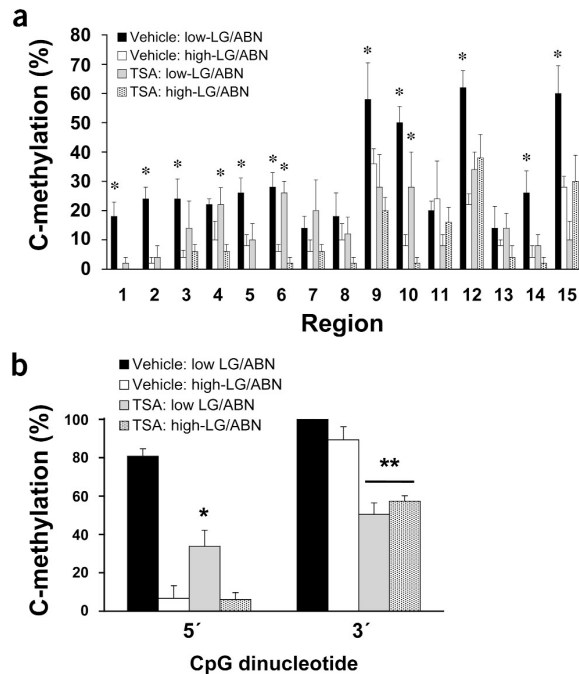 a
C-methylation (%)
80
70
60
50
40
30
20
10
0
Vehicle: low-LG/ABN
Vehicle: high-LG/ABN
TSA: low-LG/ABN
TSA: high-LG/ABN
* * * * * * * * * * * *
1 2 3 4 5 6 7 8 9 10 11 12 13 14 15
Region
b
Vehicle: low LG/ABN
Vehicle: high-LG/ABN
TSA: low LG/ABN
TSA: high-LG/ABN
C-methylation (%)
100
80
60
40
20
0
*
**
5´ 3´
CpG dinucleotide